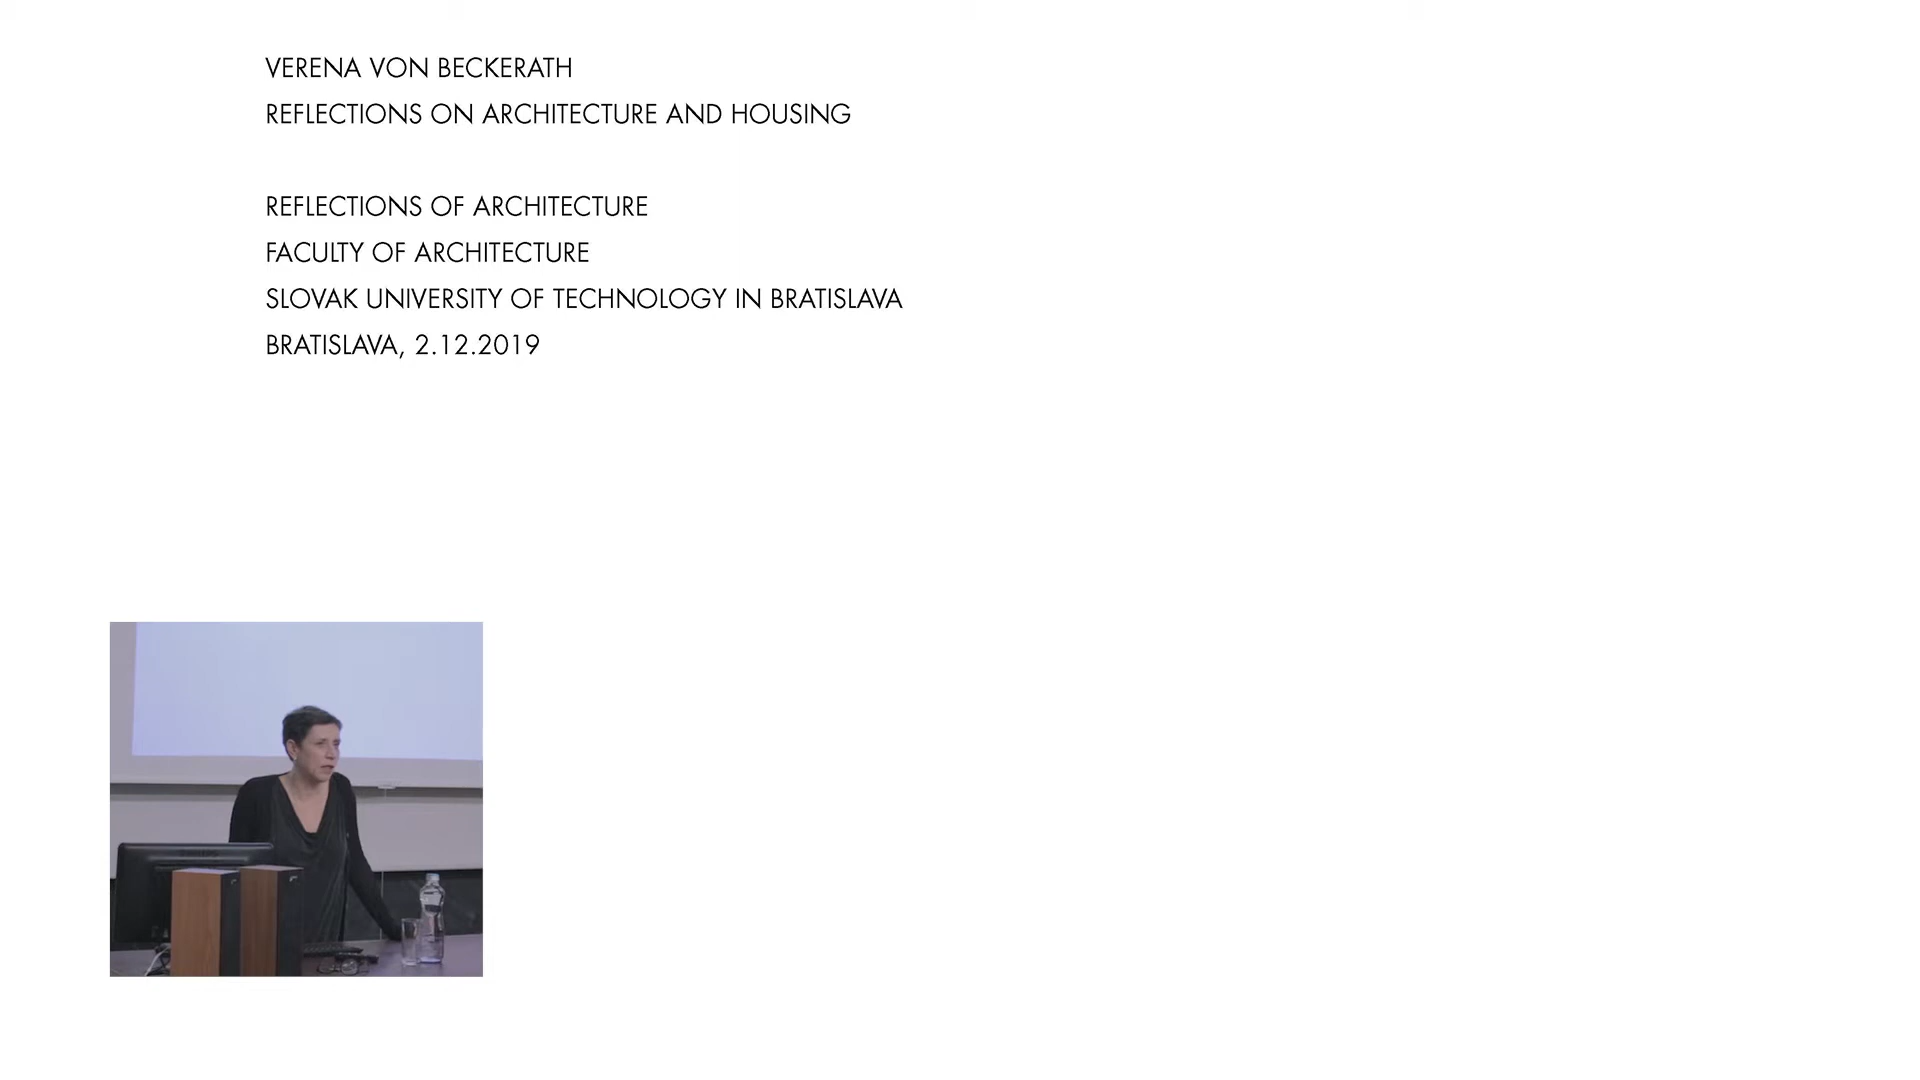 VERENA VON BECKERATH
REFLECTIONS ON ARCHITECTURE AND HOUSING
REFLECTIONS OF ARCHITECTURE
FACULTY OF ARCHITECTURE
SLOVAK UNIVERSITY OF TECHNOLOGY IN BRATISLAVA
BRATISLAVA, 2.12.2019